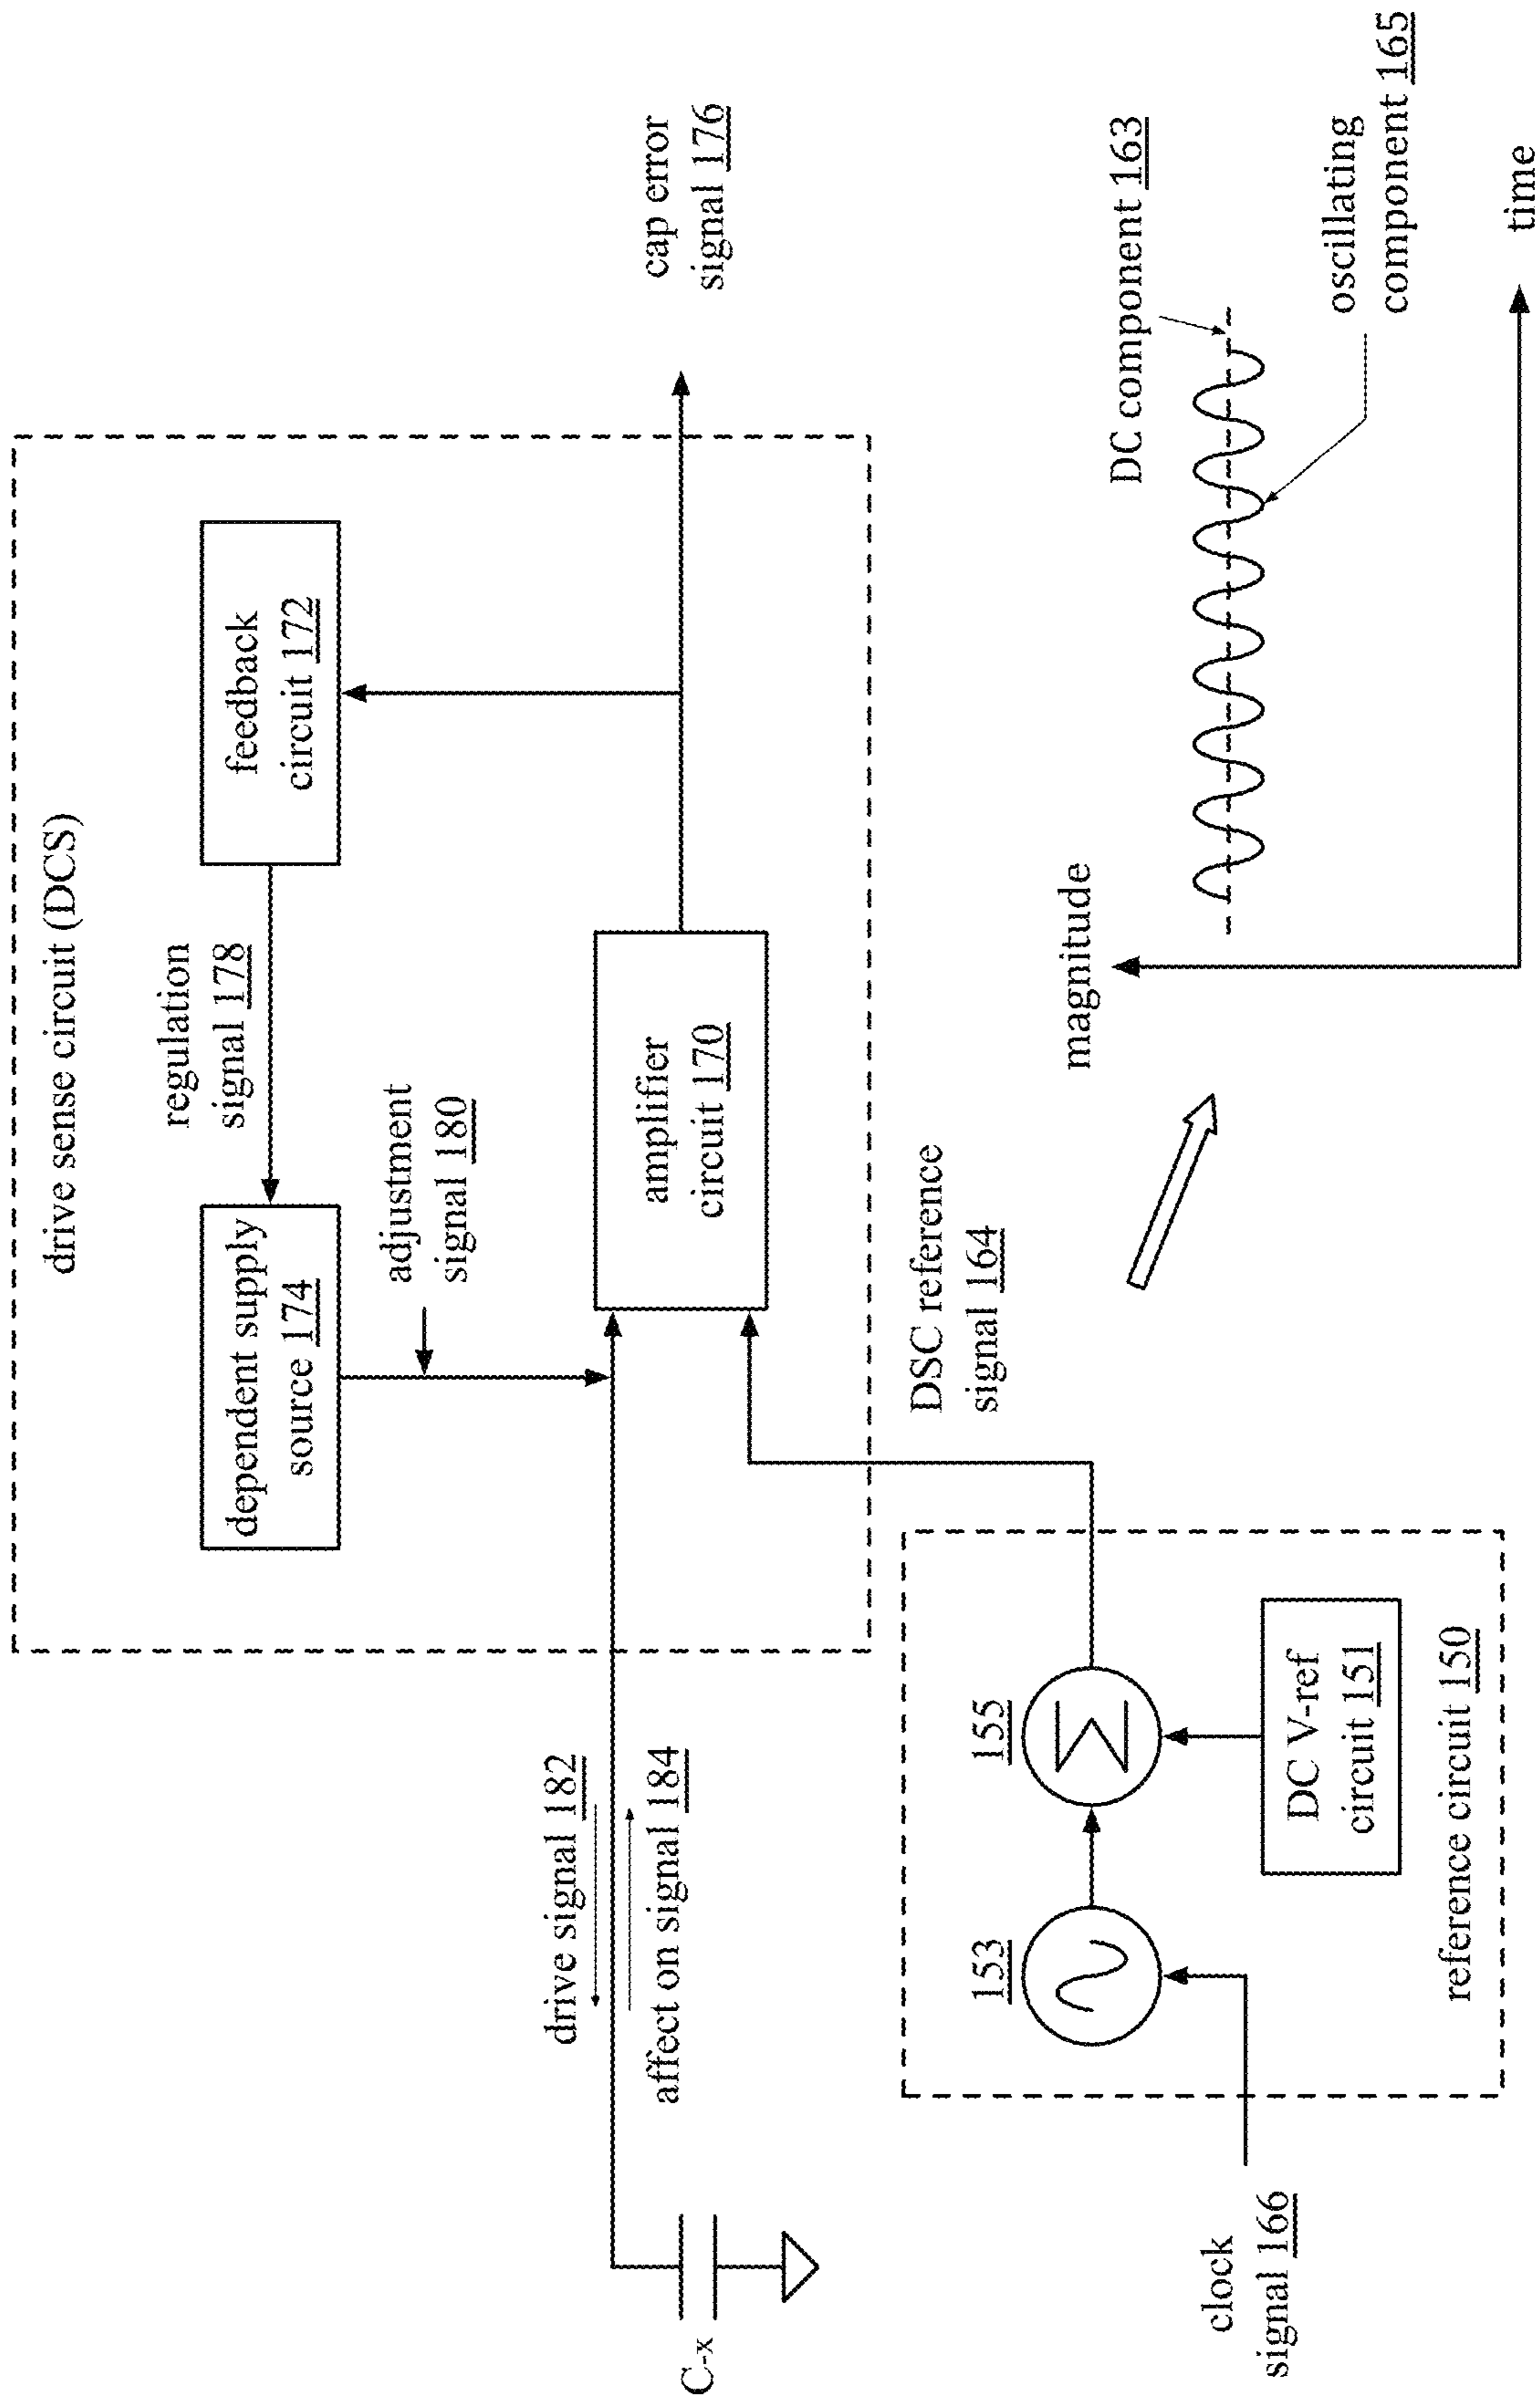 drive sense circuit (DCS)
dependent supply
source 174
regulation
signal 178
feedback
circuit 172
adjustment
signal 180
amplifier
circuit 170
cap error
signal 176
drive signal 182
affect on signal 184
C-x
DSC reference
signal 164
clock
signal 166
153
155
DC V-ref
circuit 151
reference circuit 150
magnitude
DC component 163
oscillating
component 165
time